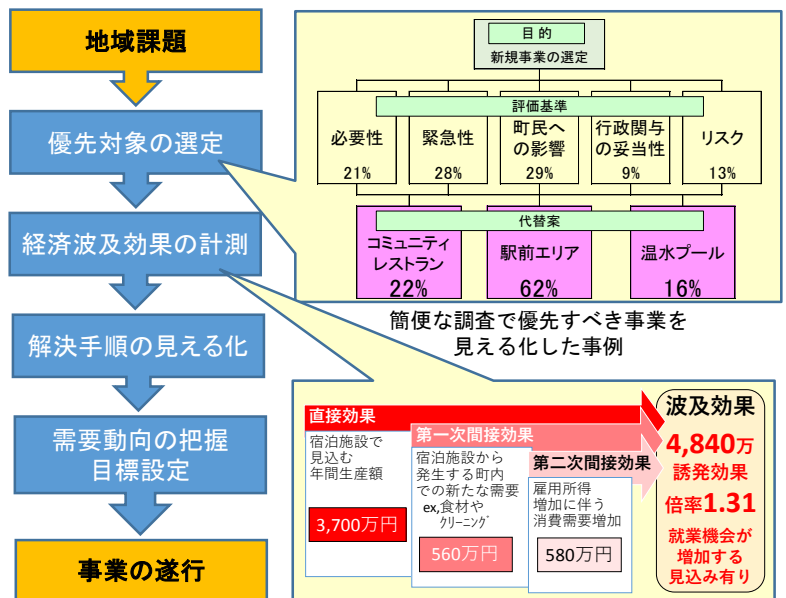 地域課題
優先対象の選定
経済波及効果の計測
解決手順の見える化
需要動向の把握
目標設定
事業の遂行
目的
新規事業の選定
評価基準
必要性
21%
緊急性
28%
町民へ
の影響
29%
行政関与
の妥当性
9%
リスク
13%
代替案
コミュニティ
レストラン
22%
駅前エリア
62%
温水プール
16%
簡便な調査で優先すべき事業を
見える化した事例
直接効果
宿泊施設で
見込む
年間生産額
3,700万円
第一次間接効果
宿泊施設から
発生する町内
での新たな需要
ex,食材や
クリーニング
560万円
第二次間接効果
雇用所得
増加に伴う
消費需要増加
580万円
波及効果
4,840万
誘発効果
倍率1.31
就業機会が
増加する
見込み有り